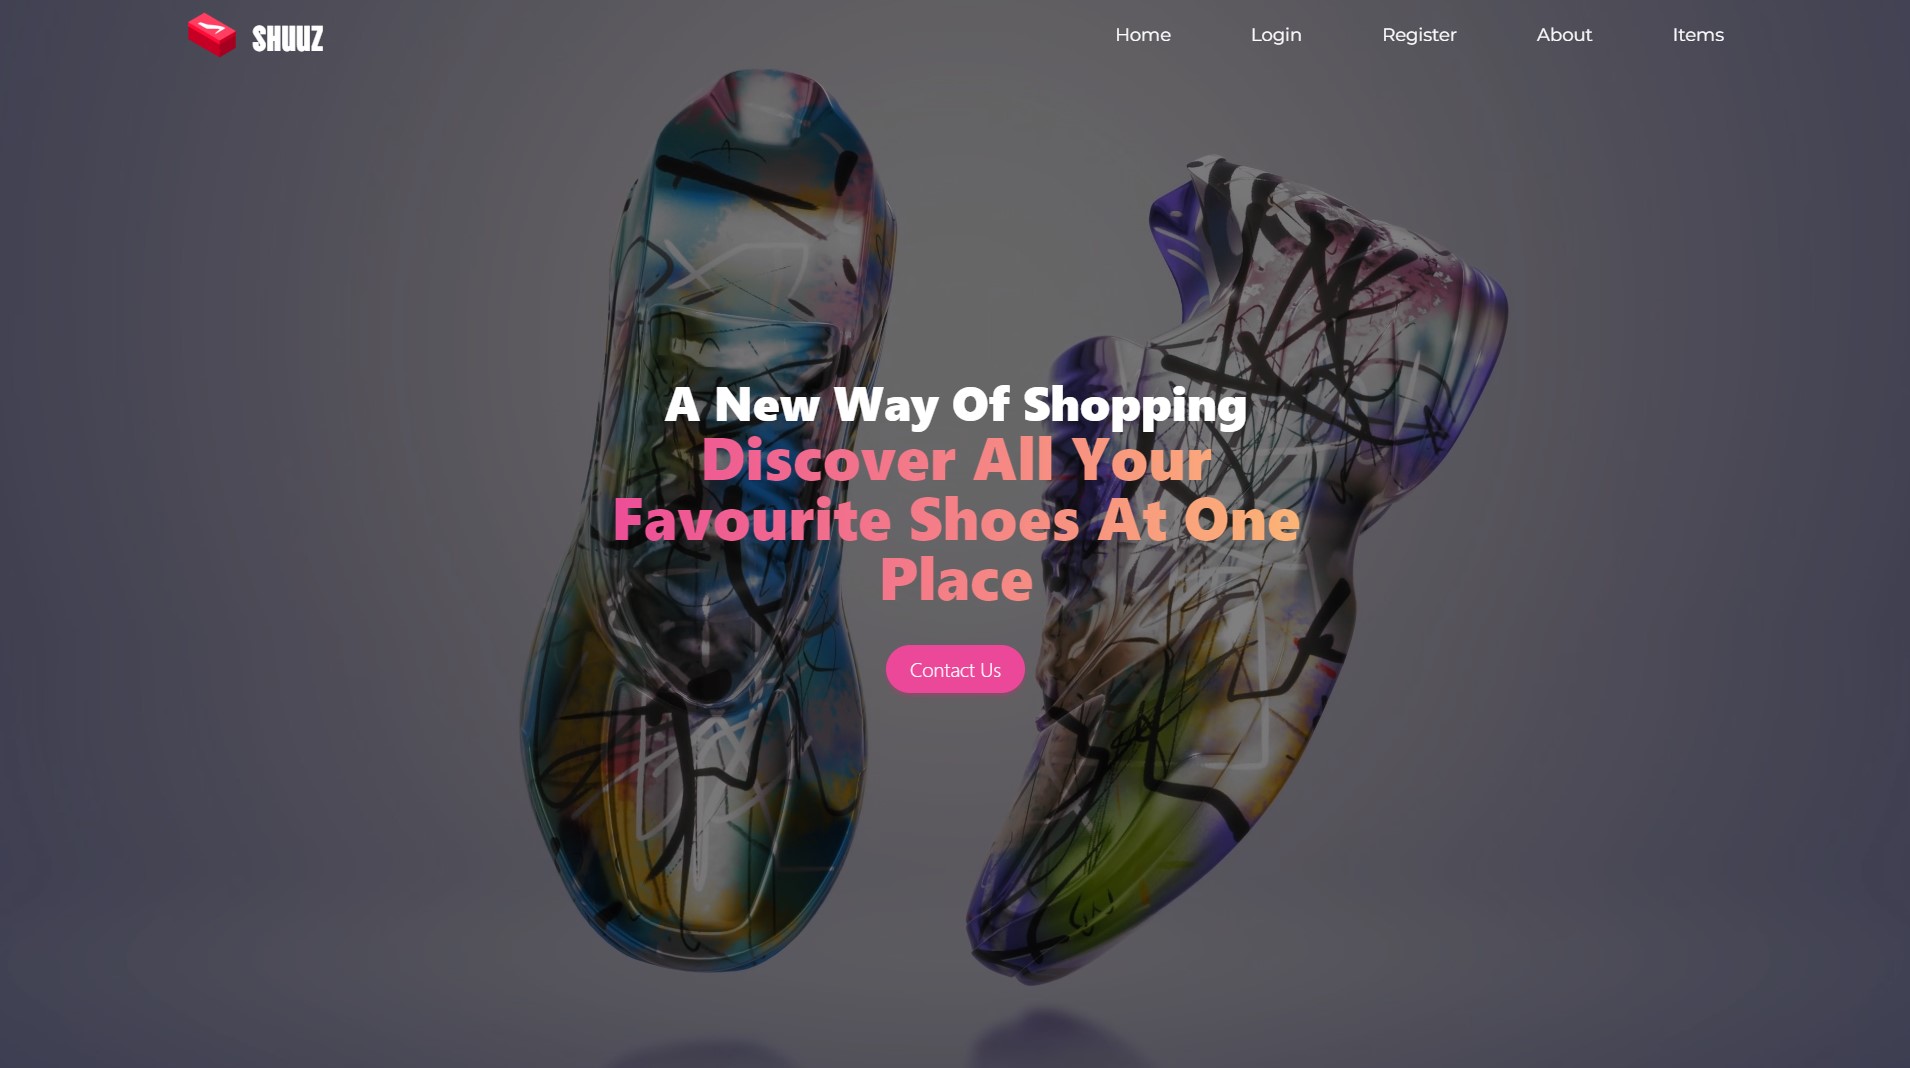 SHUUZ
Home
Login
Register
About
Items
A New Way Of Shopping
Discover All Your
Favourite Shoes At One
Place
Contact Us